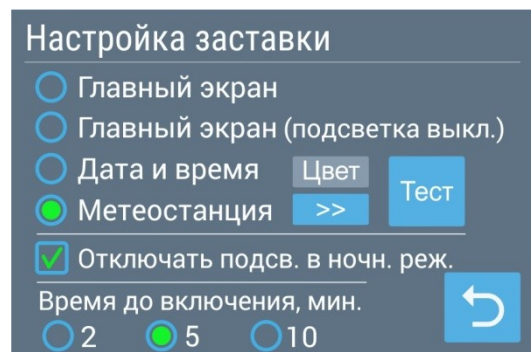 Настройка заставки
Главный экран
Главный экран (подсветка выкл.)
Дата и время Цвет
Тест
Метеостанция >>
Отключать подсв. в ночн. реж.
Время до включения, мин.
2 5 10